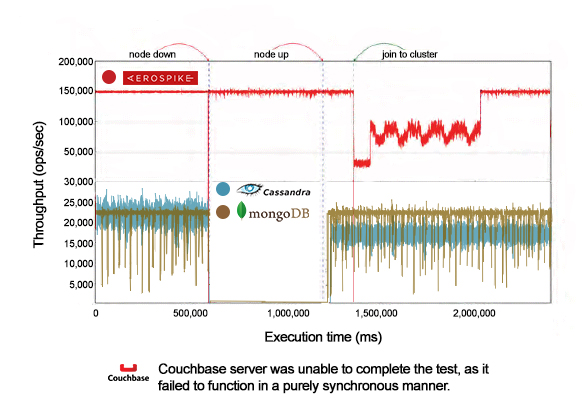 node down node up join to cluster
200,000
AEROSPIKE
150,000
100,000
50,000
30,000
25,000
20,000
15,000
10,000
5,000
Throughput (ops/sec)
Cassandra
mongoDB
0 500,000 1,000,000 1,500,000 2,000,000
Execution time (ms)
Couchbase
Couchbase server was unable to complete the test, as it
failed to function in a purely synchronous manner.